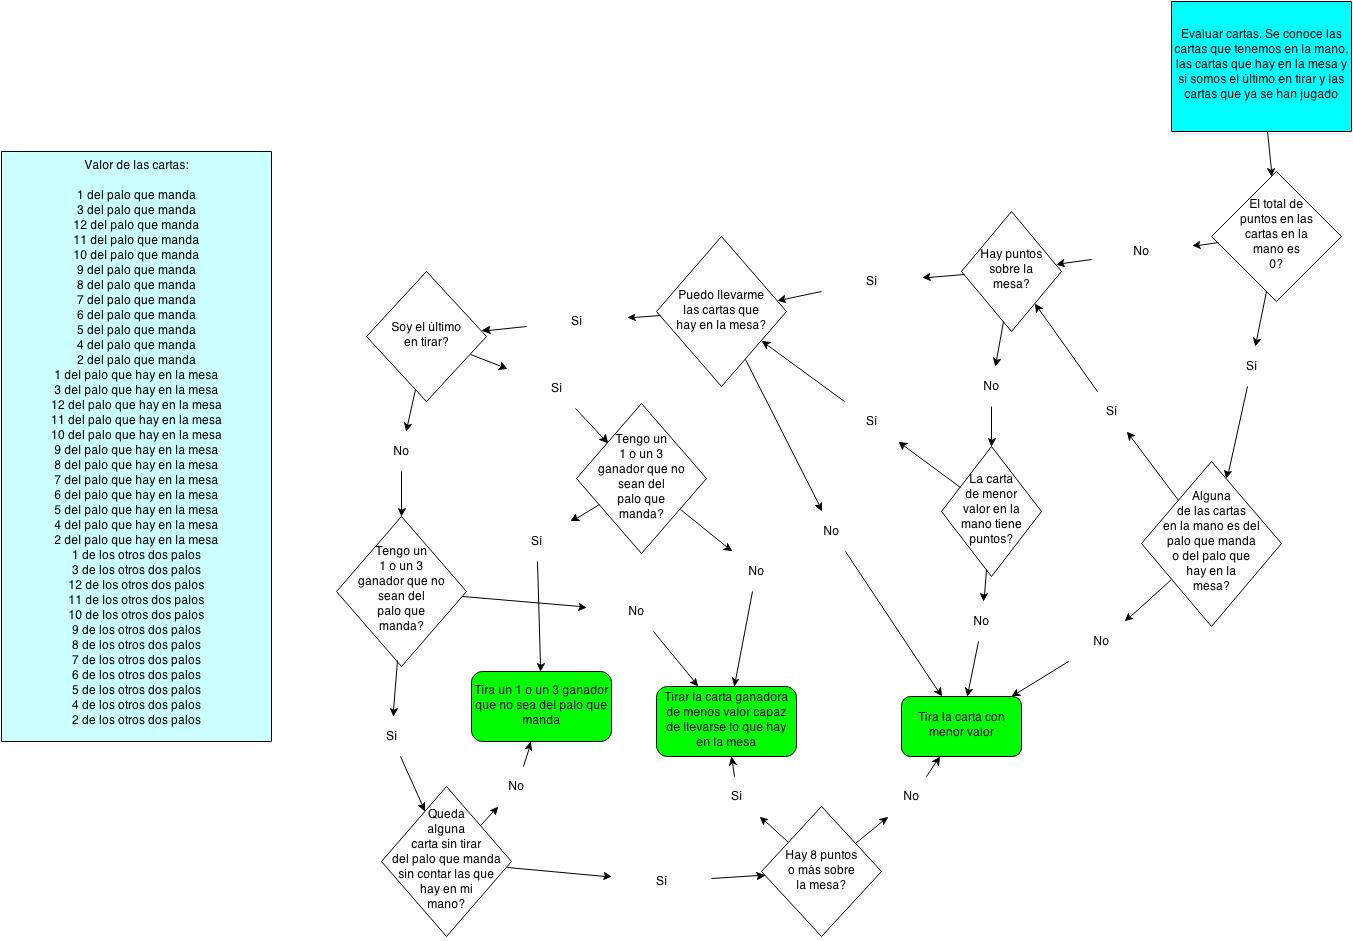 Evaluar cartas. Se conoce las
cartas que tenemos en la mano,
las cartas que hay en la mesa y
si somos el último en tirar y las
cartas que ya se han jugado
Valor de las cartas:
1 del palo que manda
3 del palo que manda
12 del palo que manda
11 del palo que manda
10 del palo que manda
9 del palo que manda
8 del palo que manda
7 del palo que manda
6 del palo que manda
5 del palo que manda
4 del palo que manda
2 del palo que manda
1 del palo que hay en la mesa
3 del palo que hay en la mesa
12 del palo que hay en la mesa
11 del palo que hay en la mesa
10 del palo que hay en la mesa
9 del palo que hay en la mesa
8 del palo que hay en la mesa
7 del palo que hay en la mesa
6 del palo que hay en la mesa
5 del palo que hay en la mesa
4 del palo que hay en la mesa
2 del palo que hay en la mesa
1 de los otros dos palos
3 de los otros dos palos
12 de los otros dos palos
11 de los otros dos palos
10 de los otros dos palos
9 de los otros dos palos
8 de los otros dos palos
7 de los otros dos palos
6 de los otros dos palos
5 de los otros dos palos
4 de los otros dos palos
2 de los otros dos palos
El total de
puntos en las
cartas en la
mano es
0?
No
Si
Hay puntos
sobre la
mesa?
Si
No
Puedo llevarme
las cartas que
hay en la mesa?
Si
No
Soy el último
en tirar?
Si
No
Tengo un
1 o un 3
ganador que no
sean del
palo que
manda?
Si
No
La carta
de menor
valor en la
mano tiene
puntos?
Si
No
Alguna
de las cartas
en la mano es del
palo que manda
o del palo que
hay en la
mesa?
Si
No
Tengo un
1 o un 3
ganador que no
sean del
palo que
manda?
No
Si
Tira un 1 o un 3 ganador
que no sea del palo que
manda
Tirar la carta ganadora
de menos valor capaz
de llevarse lo que hay
en la mesa
Tira la carta con
menor valor
Queda
alguna
carta sin tirar
del palo que manda
sin contar las que
hay en mi
mano?
No
Si
Hay 8 puntos
o más sobre
la mesa?
Si
No